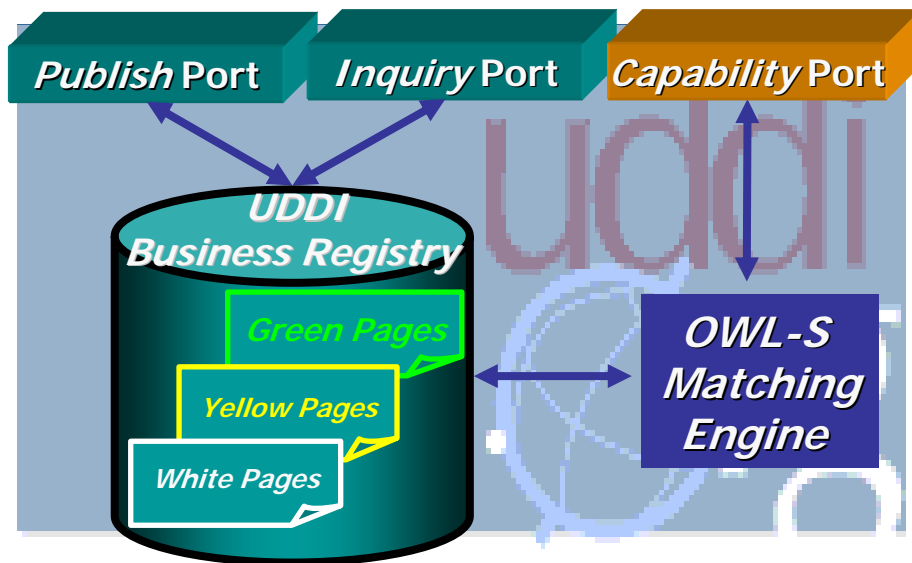 Publish Port
Inquiry Port
Capability Port
uddi
UDDI
Business Registry
Green Pages
Yellow Pages
White Pages
OWL-S
Matching
Engine